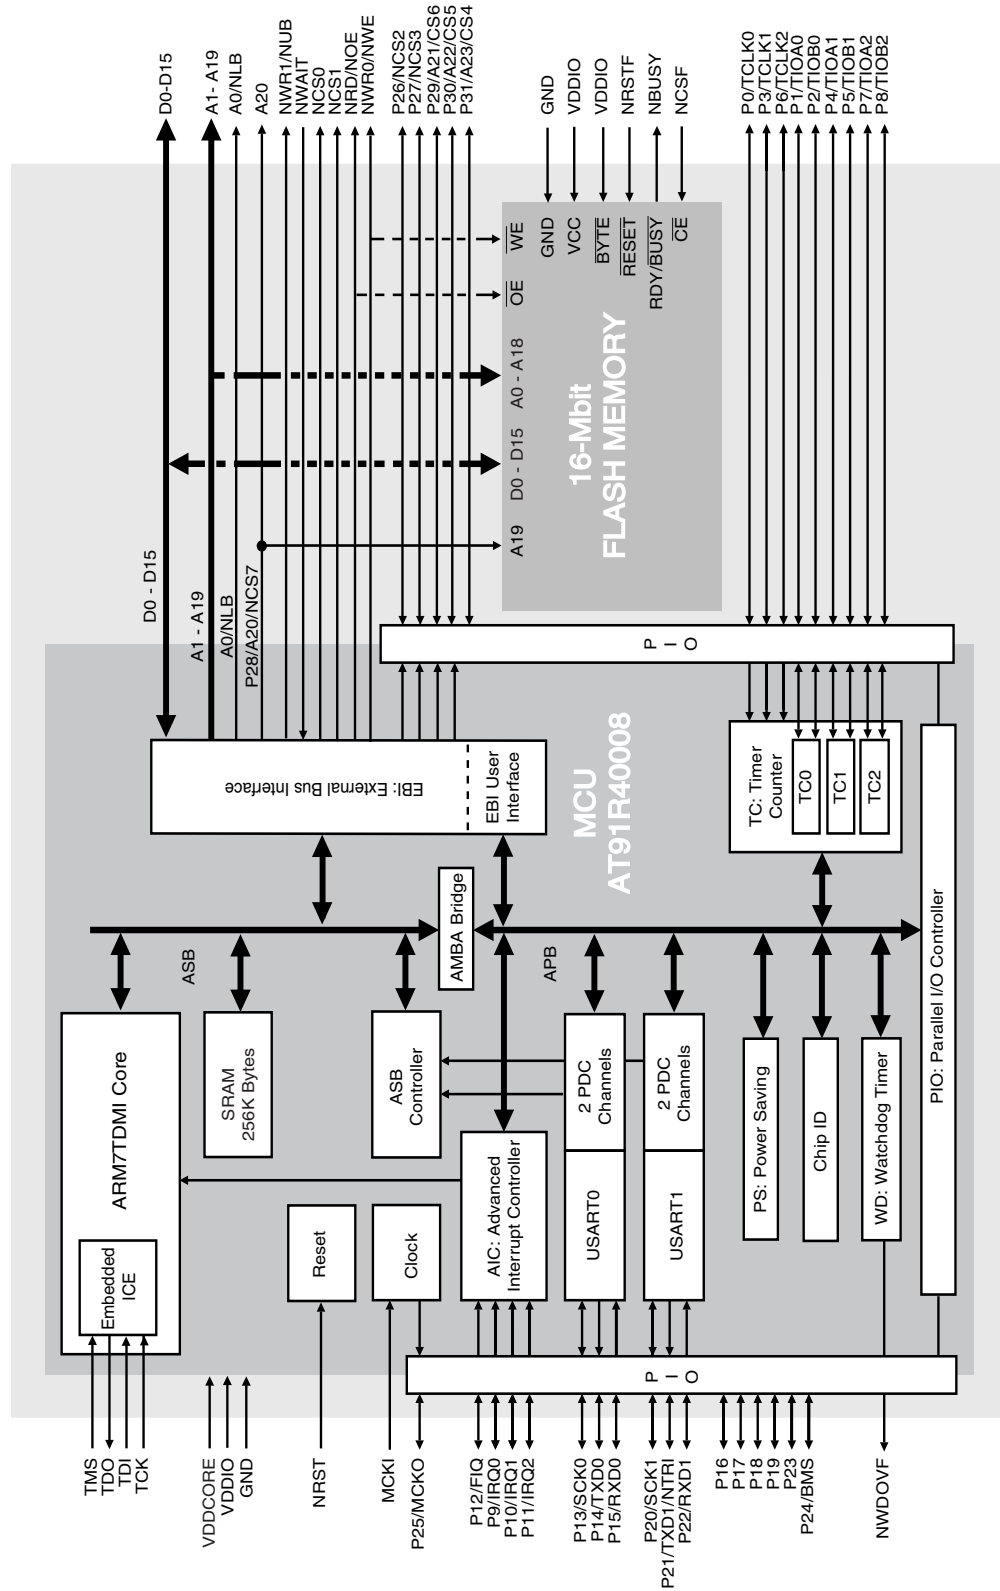 TMS
TDO
TDI
TCK
VDDCORE
VDDIO
GND
NRST
MCKI
P25/MCKO
P12/FIQ
P9/IRQ0
P10/IRQ1
P11/IRQ2
P13/SCK0
P14/TXD0
P15/RXD0
P20/SCK1
P21/TXD1/NTRI
P22/RXD1
P16
P17
P18
P19
P23
P24/BMS
NWDOVF
P
I
O
Embedded
ICE
ARM7TDMI Core
Reset
Clock
SRAM
256K Bytes
ASB
Controller
AIC: Advanced
Interrupt Controller
USART0
2 PDC
Channels
USART1
2 PDC
Channels
PS: Power Saving
Chip ID
WD: Watchdog Timer
PIO: Parallel I/O Controller
ASB
AMBA Bridge
APB
EBI: External Bus Interface
EBI User
Interface
MCU
AT91R40008
TC: Timer
Counter
TC0
TC1
TC2
P
I
O
D0 - D15
A1 - A19
A0/NLB
P28/A20/NCS7
A19
D0 - D15
A0 - A18
OE
WE
16-Mbit
FLASH MEMORY
GND
VCC
BYTE
RESET
RDY/BUSY
CE
D0-D15
A1- A19
A0/NLB
A20
NWR1/NUB
NWAIT
NCS0
NCS1
NRD/NOE
NWR0/NWE
P26/NCS2
P27/NCS3
P29/A21/CS6
P30/A22/CS5
P31/A23/CS4
GND
VDDIO
VDDIO
NRSTF
NBUSY
NCSF
P0/TCLK0
P3/TCLK1
P6/TCLK2
P1/TIOA0
P2/TIOB0
P4/TIOA1
P5/TIOB1
P7/TIOA2
P8/TIOB2